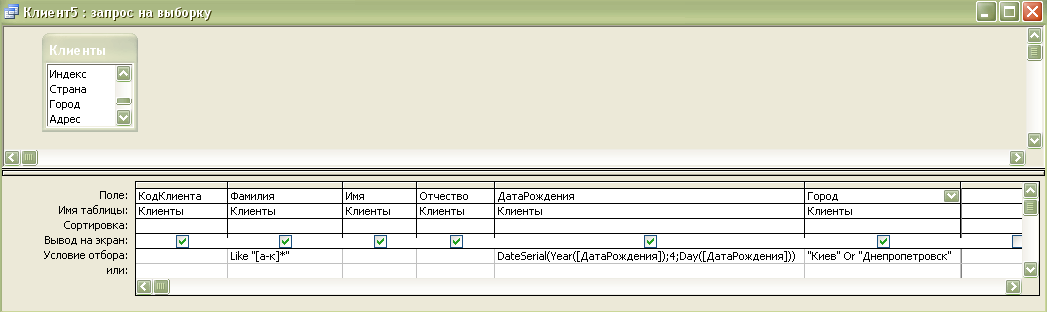 Клиент5 : запрос на выборку
Клиенты
Индекс
Страна
Город
Адрес
Поле: КодКлиента Фамилия Имя Отчество ДатаРождения Город
Имя таблицы: Клиенты Клиенты Клиенты Клиенты Клиенты Клиенты
Сортировка:
Вывод на экран:
Условие отбора: Like "[а-к]*" DateSerial(Year([ДатаРождения]);4;Day([ДатаРождения])) "Киев" Or "Днепропетровск"
или: